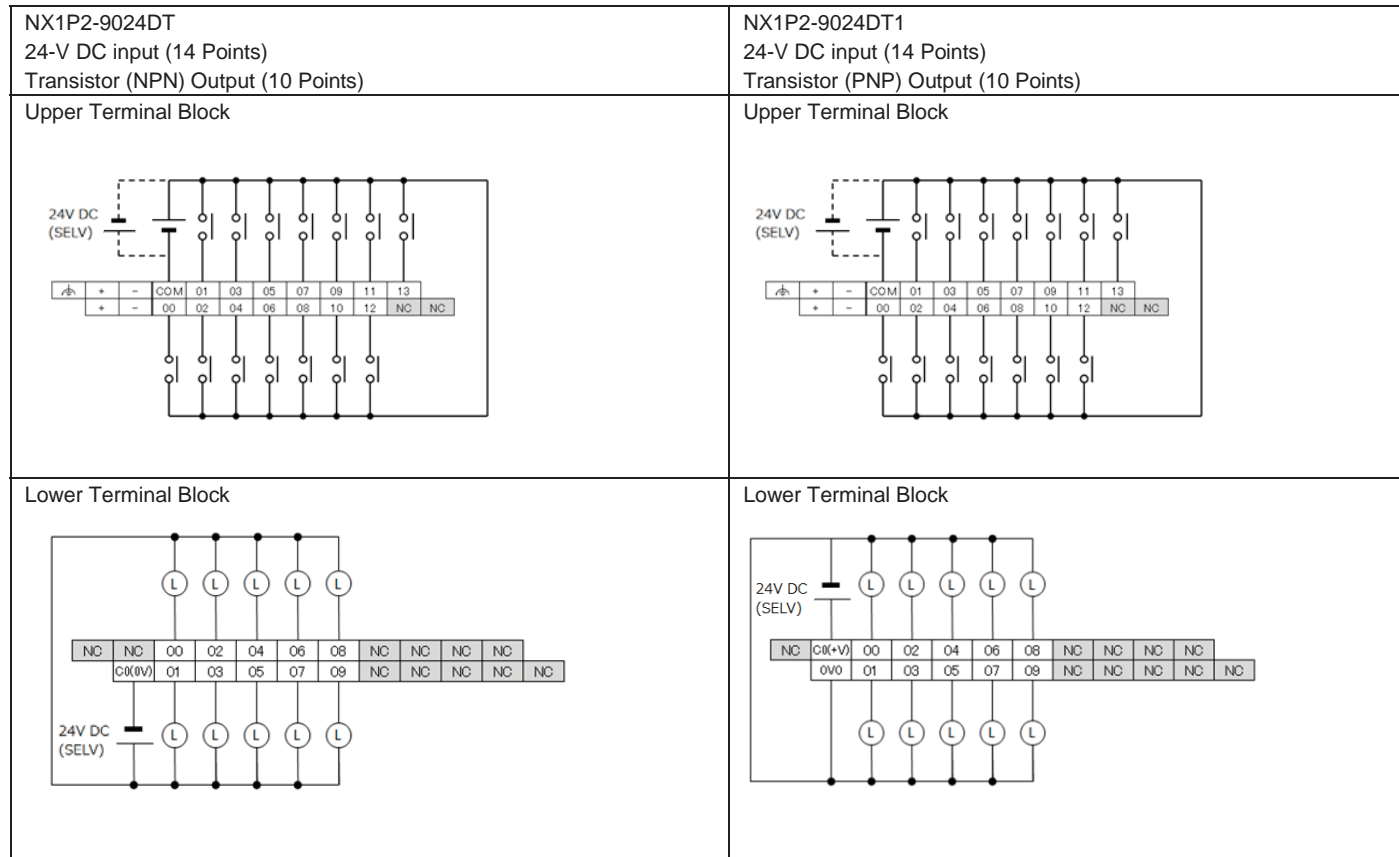 NX1P2-9024DT
24-V DC input (14 Points)
Transistor (NPN) Output (10 Points)
NX1P2-9024DT1
24-V DC input (14 Points)
Transistor (PNP) Output (10 Points)
Upper Terminal Block
24V DC
(SELV)
+ - COM 01 03 05 07 09 11 13
+ - 00 02 04 06 08 10 12 NC NC
Upper Terminal Block
24V DC
(SELV)
+ - COM 01 03 05 07 09 11 13
+ - 00 02 04 06 08 10 12 NC NC
Lower Terminal Block
L L L L L
NC NC 00 02 04 06 08 NC NC NC NC
C0(0V) 01 03 05 07 09 NC NC NC NC NC
24V DC
(SELV)
L L L L L
Lower Terminal Block
24V DC
(SELV)
L L L L L
NC C0(+V) 00 02 04 06 08 NC NC NC NC
0V0 01 03 05 07 09 NC NC NC NC NC
L L L L L